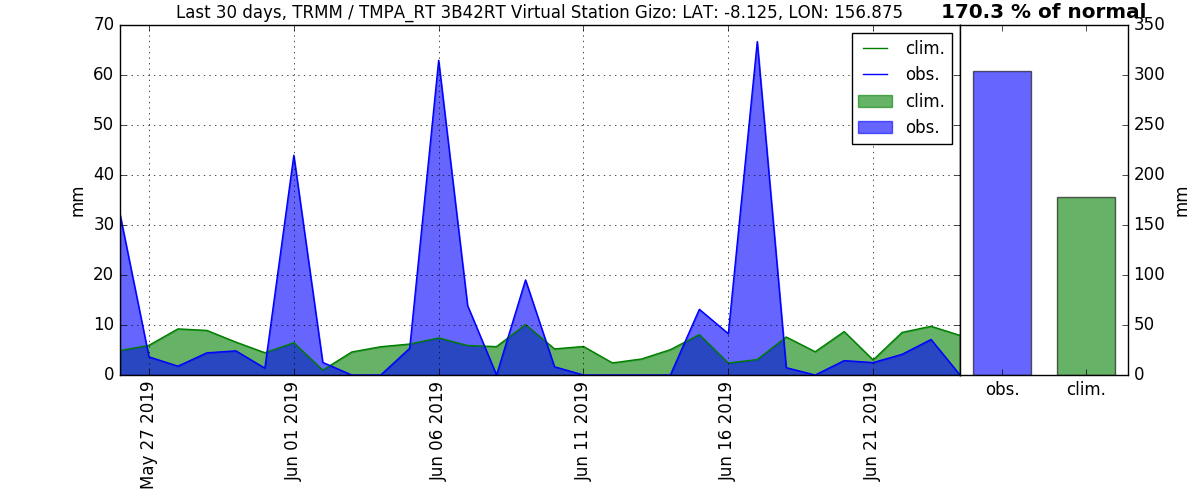 Last 30 days, TRMM / TMPA_RT 3B42RT Virtual Station Gizo: LAT: -8.125, LON: 156.875
170.3 % of normal
70
60
50
40
30
20
10
0
mm
clim.
obs.
clim.
obs.
350
300
250
200
150
100
50
0
mm
May 27 2019
Jun 01 2019
Jun 06 2019
Jun 11 2019
Jun 16 2019
Jun 21 2019
obs.
clim.